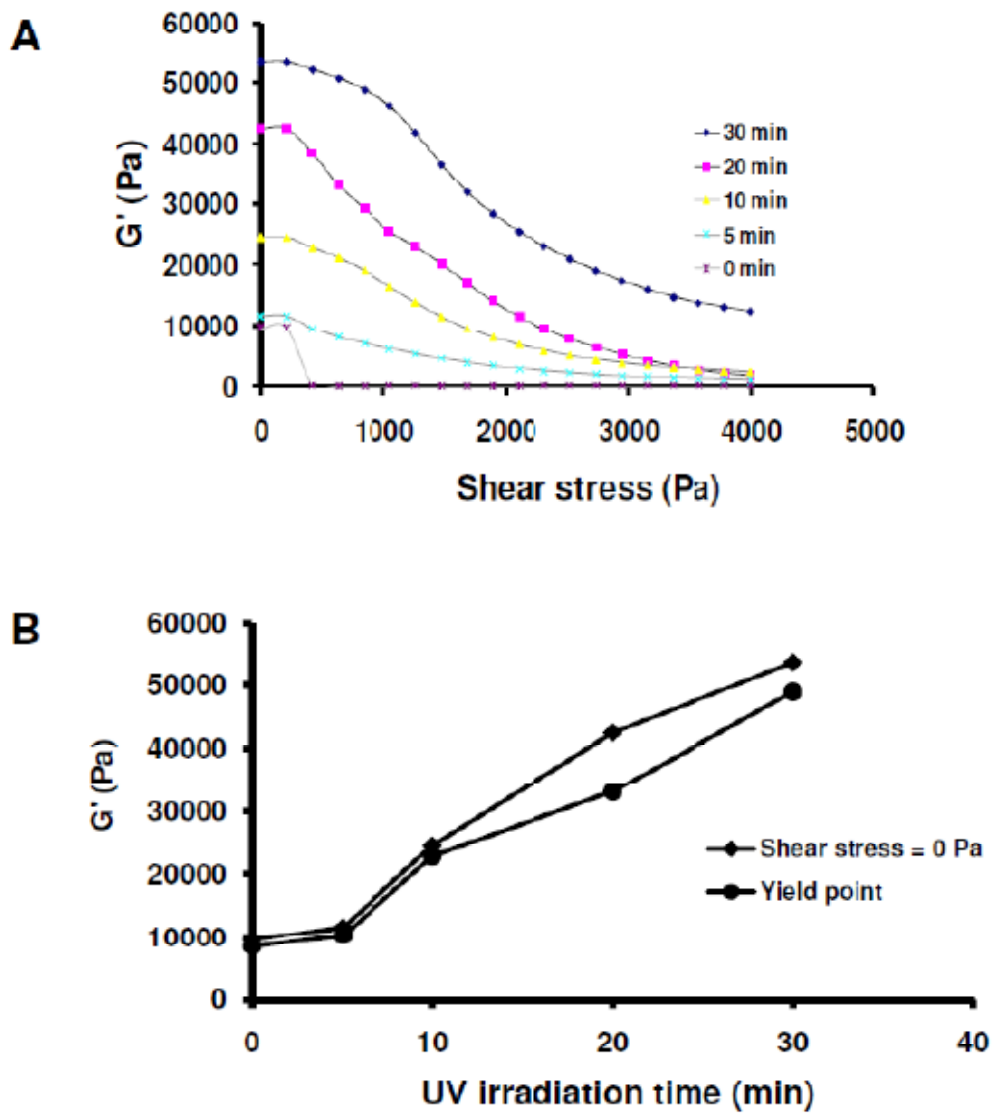 A
60000
50000
40000
30000
20000
10000
0
G' (Pa)
30 min
20 min
10 min
5 min
0 min
0 1000 2000 3000 4000 5000
Shear stress (Pa)
B
60000
50000
40000
30000
20000
10000
0
G' (Pa)
Shear stress = 0 Pa
Yield point
0 10 20 30 40
UV irradiation time (min)